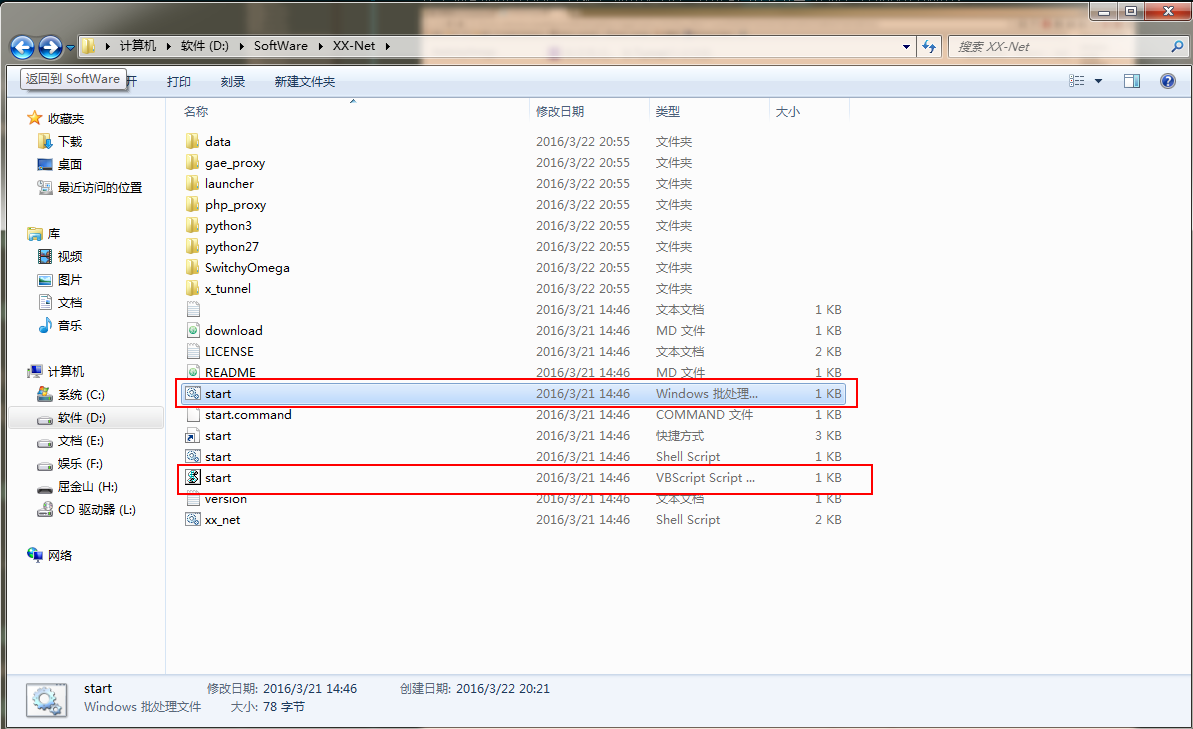 计算机 软件 (D:) SoftWare XX-Net 搜索 XX-Net
返回到 SoftWare 开 打印 刻录 新建文件夹
名称 修改日期 类型 大小
收藏夹
下载
桌面
最近访问的位置
库
视频
图片
文档
音乐
计算机
系统 (C:)
软件 (D:)
文档 (E:)
娱乐 (F:)
屈金山 (H:)
CD 驱动器 (L:)
网络
data 2016/3/22 20:55 文件夹
gae_proxy 2016/3/22 20:55 文件夹
launcher 2016/3/22 20:55 文件夹
php_proxy 2016/3/22 20:55 文件夹
python3 2016/3/22 20:55 文件夹
python27 2016/3/22 20:55 文件夹
SwitchyOmega 2016/3/22 20:55 文件夹
x_tunnel 2016/3/22 20:55 文件夹
2016/3/21 14:46 文本文档 1 KB
download 2016/3/21 14:46 MD 文件 1 KB
LICENSE 2016/3/21 14:46 文本文档 2 KB
README 2016/3/21 14:46 MD 文件 1 KB
start 2016/3/21 14:46 Windows 批处理... 1 KB
start.command 2016/3/21 14:46 COMMAND 文件 1 KB
start 2016/3/21 14:46 快捷方式 3 KB
start 2016/3/21 14:46 Shell Script 1 KB
start 2016/3/21 14:46 VBScript Script ... 1 KB
version 2016/3/21 14:46 文本文档 1 KB
xx_net 2016/3/21 14:46 Shell Script 2 KB
start 修改日期: 2016/3/21 14:46 创建日期: 2016/3/22 20:21
Windows 批处理文件 大小: 78 字节